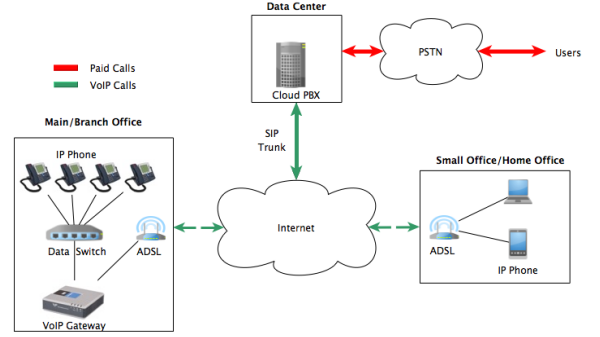 Data Center
PSTN
Users
Cloud PBX
Paid Calls
VoIP Calls
SIP
Trunk
Main/Branch Office
IP Phone
Data Switch
ADSL
VoIP Gateway
Internet
Small Office/Home Office
ADSL
IP Phone